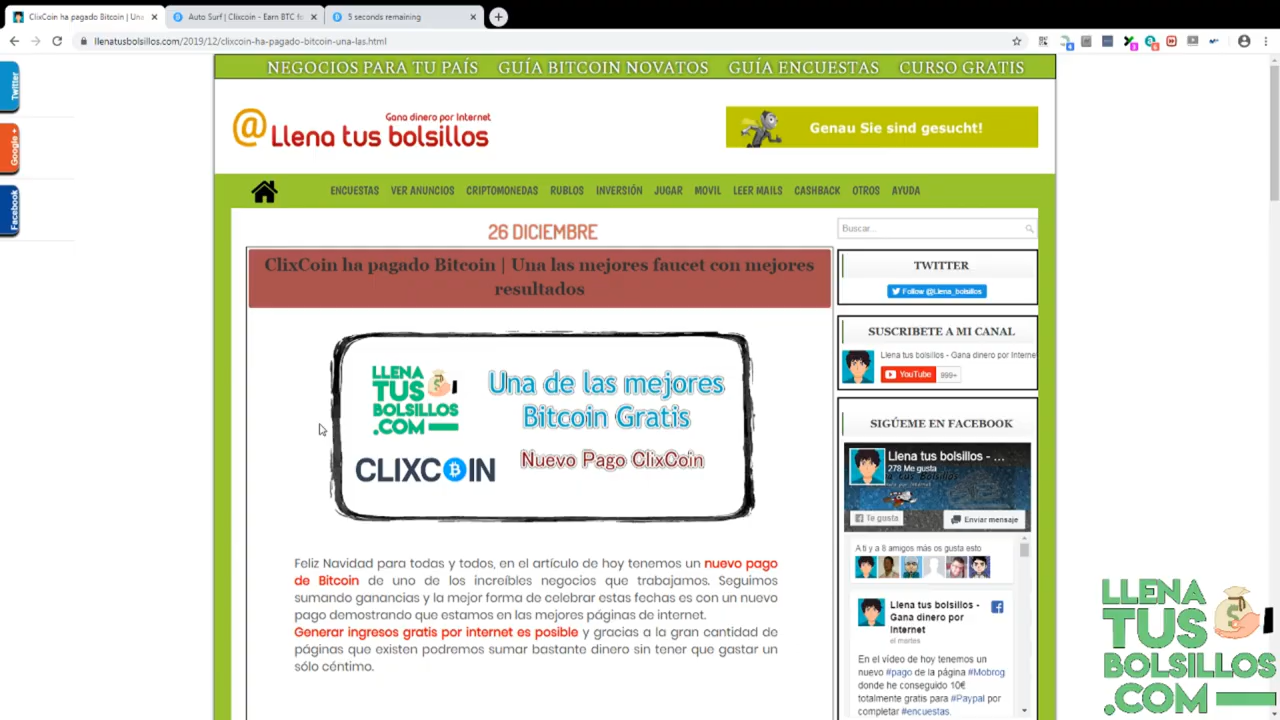 ClixCoin ha pagado Bitcoin | Una
Auto Surf | Clixcoin - Earn BTC fo
5 seconds remaining
llenatusbolsillos.com/2019/12/clixcoin-ha-pagado-bitcoin-una-las.html
NEGOCIOS PARA TU PAÍS GUÍA BITCOIN NOVATOS GUÍA ENCUESTAS CURSO GRATIS
Twitter
Google +
Facebook
Gana dinero por Internet
@Llena tus bolsillos
Genau Sie sind gesucht!
ENCUESTAS VER ANUNCIOS CRIPTOMONEDAS RUBLOS INVERSIÓN JUGAR MOVIL LEER MAILS CASHBACK OTROS AYUDA
26 DICIEMBRE
ClixCoin ha pagado Bitcoin | Una las mejores faucet con mejores
resultados
LLENA
TUS
BOLSILLOS
.COM
Una de las mejores
Bitcoin Gratis
CLIXCOIN
Nuevo Pago ClixCoin
Feliz Navidad para todas y todos, en el artículo de hoy tenemos un nuevo pago
de Bitcoin de uno de los increíbles negocios que trabajamos. Seguimos
sumando ganancias y la mejor forma de celebrar estas fechas es con un nuevo
pago demostrando que estamos en las mejores páginas de internet.
Generar ingresos gratis por internet es posible y gracias a la gran cantidad de
páginas que existen podremos sumar bastante dinero sin tener que gastar un
sólo céntimo.
Buscar...
TWITTER
Follow @Llena_bolsillos
SUSCRIBETE A MI CANAL
Llena tus bolsillos - Gana dinero por Interne
YouTube 999+
SIGÚEME EN FACEBOOK
Llena tus bolsillos - ...
278 Me gusta
Te gusta
Enviar mensaje
A ti y a 8 amigos más os gusta esto
Llena tus bolsillos -
Gana dinero por
Internet
el martes
En el vídeo de hoy tenemos un
nuevo #pago de la página #Mobrog
donde he conseguido 10€
totalmente gratis para #Paypal por
completar #encuestas.
LLENA
TUS
BOLSILLOS
.COM